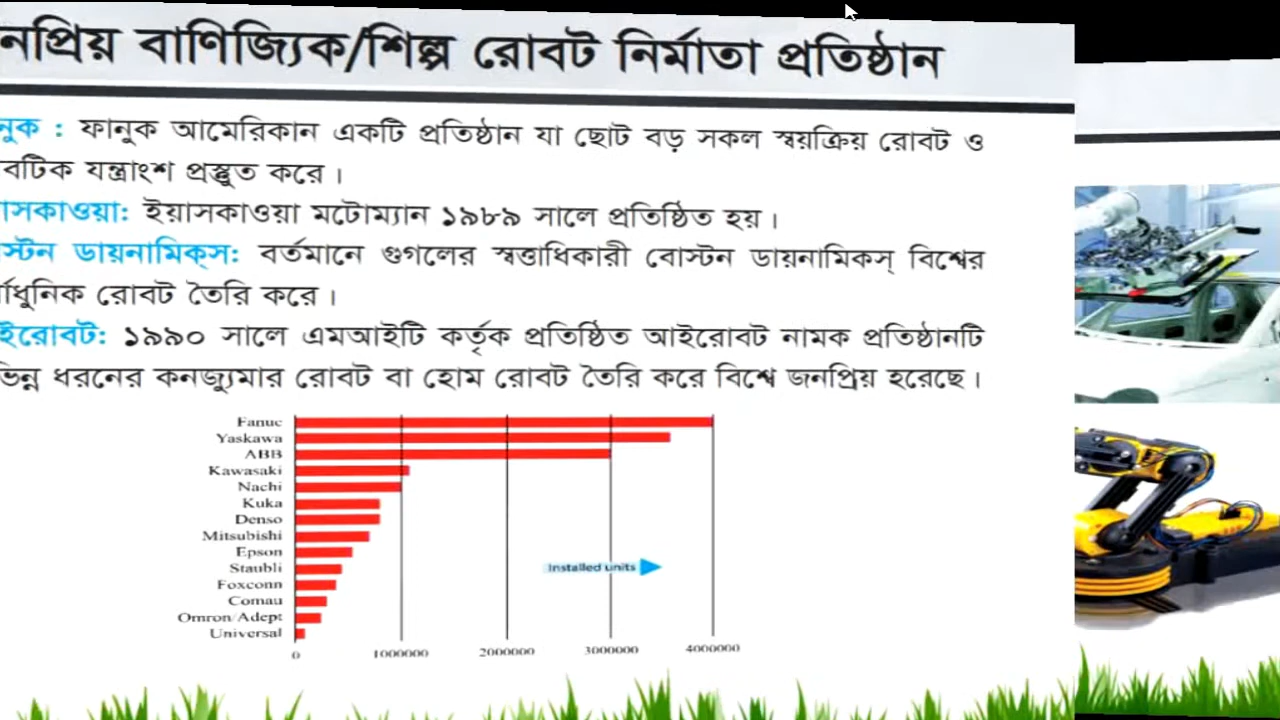 নপ্রিয় বাণিজ্যিক/শিল্প রোবট নির্মাতা প্রতিষ্ঠান
নুক : ফানুক আমেরিকান একটি প্রতিষ্ঠান যা ছোট বড় সকল স্বয়ক্রিয় রোবট ও
বটিক যন্ত্রাংশ প্রস্তুত করে।
াসকাওয়া: ইয়াসকাওয়া মটোম্যান ১৯৮৯ সালে প্রতিষ্ঠিত হয়।
স্টন ডায়নামিক্স: বর্তমানে গুগলের স্বত্তাধিকারী বোস্টন ডায়নামিকস্ বিশ্বের
র্বাধুনিক রোবট তৈরি করে।
ইরোবট: ১৯৯০ সালে এমআইটি কর্তৃক প্রতিষ্ঠিত আইরোবট নামক প্রতিষ্ঠানটি
ভিন্ন ধরনের কনজ্যুমার রোবট বা হোম রোবট তৈরি করে বিশ্বে জনপ্রিয় হরেছে।
Fanuc
Yaskawa
ABB
Kawasaki
Nachi
Kuka
Denso
Mitsubishi
Epson
Staubli
Installed units
Foxconn
Comau
Omron/Adept
Universal
0 1000000 2000000 3000000 4000000